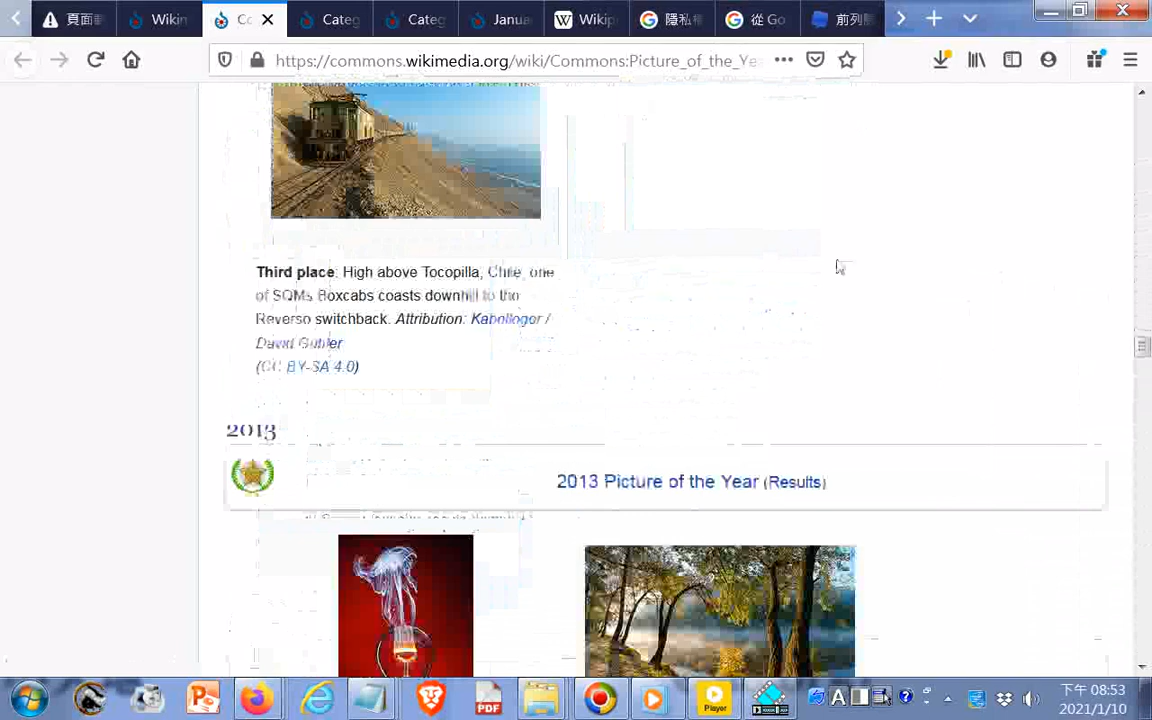 頁面
Wikin
Co
Categ
Categ
Janua
Wikip
隱私權
從 Go
前列
https://commons.wikimedia.org/wiki/Commons:Picture_of_the_Yea
Third place: High above Tocopilla, Chile, one
of SQMs Boxcabs coasts downhill to the
Reverso switchback. Attribution: Kabelleger /
David Gubler
(CC BY-SA 4.0)
2013
2013 Picture of the Year (Results)
PDF
Player
A
下午 08:53
2021/1/10